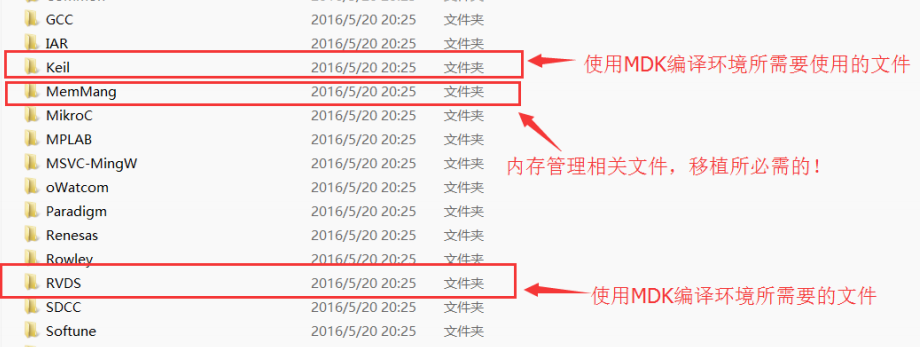 GCC 2016/5/20 20:25 文件夹
IAR 2016/5/20 20:25 文件夹
Keil 2016/5/20 20:25 文件夹
使用MDK编译环境所需要使用的文件
MemMang 2016/5/20 20:25 文件夹
MikroC 2016/5/20 20:25 文件夹
MPLAB 2016/5/20 20:25 文件夹
MSVC-MingW 2016/5/20 20:25 文件夹
内存管理相关文件，移植所必需的！
oWatcom 2016/5/20 20:25 文件夹
Paradigm 2016/5/20 20:25 文件夹
Renesas 2016/5/20 20:25 文件夹
Rowley 2016/5/20 20:25 文件夹
RVDS 2016/5/20 20:25 文件夹
使用MDK编译环境所需要的文件
SDCC 2016/5/20 20:25 文件夹
Softune 2016/5/20 20:25 文件夹